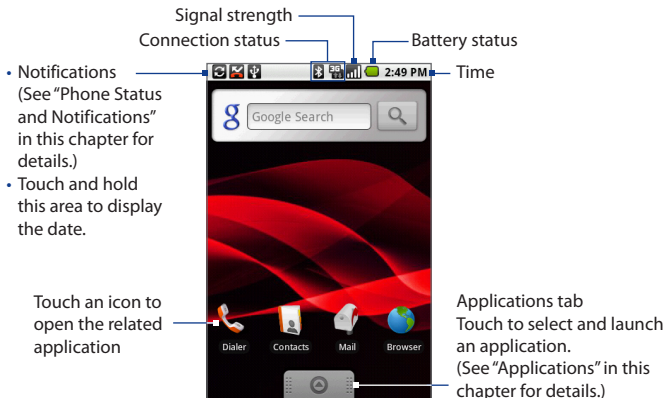 Signal strength
Connection status
Battery status
• Notifications
(See “Phone Status
and Notifications”
in this chapter for
details.)
• Touch and hold
this area to display
the date.
3G
2:49 PM
Time
g
Google Search
Touch an icon to
open the related
application
Dialer
Contacts
Mail
Browser
Applications tab
Touch to select and launch
an application.
(See “Applications” in this
chapter for details.)